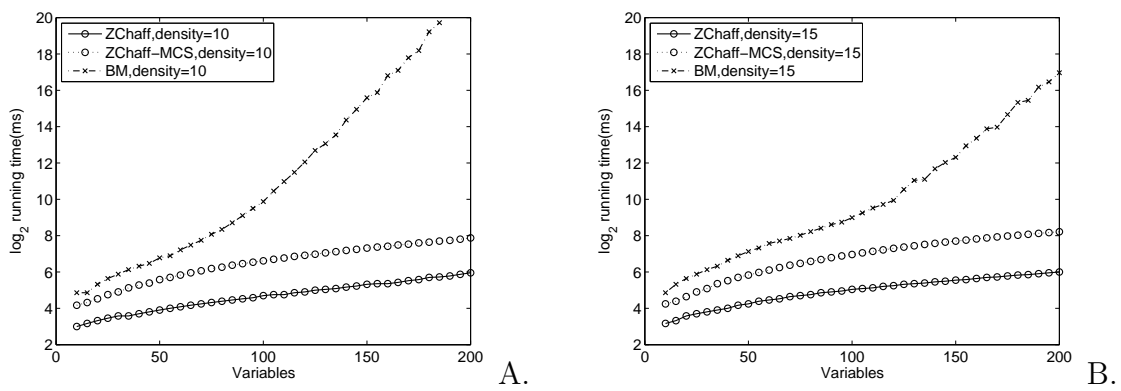 20
18
16
14
12
10
8
6
4
2
log2 running time(ms)
ZChaff,density=10
ZChaff−MCS,density=10
BM,density=10
0 50 100 150 200
Variables
A.
20
18
16
14
12
10
8
6
4
2
log2 running time(ms)
ZChaff,density=15
ZChaff−MCS,density=15
BM,density=15
0 50 100 150 200
Variables
B.